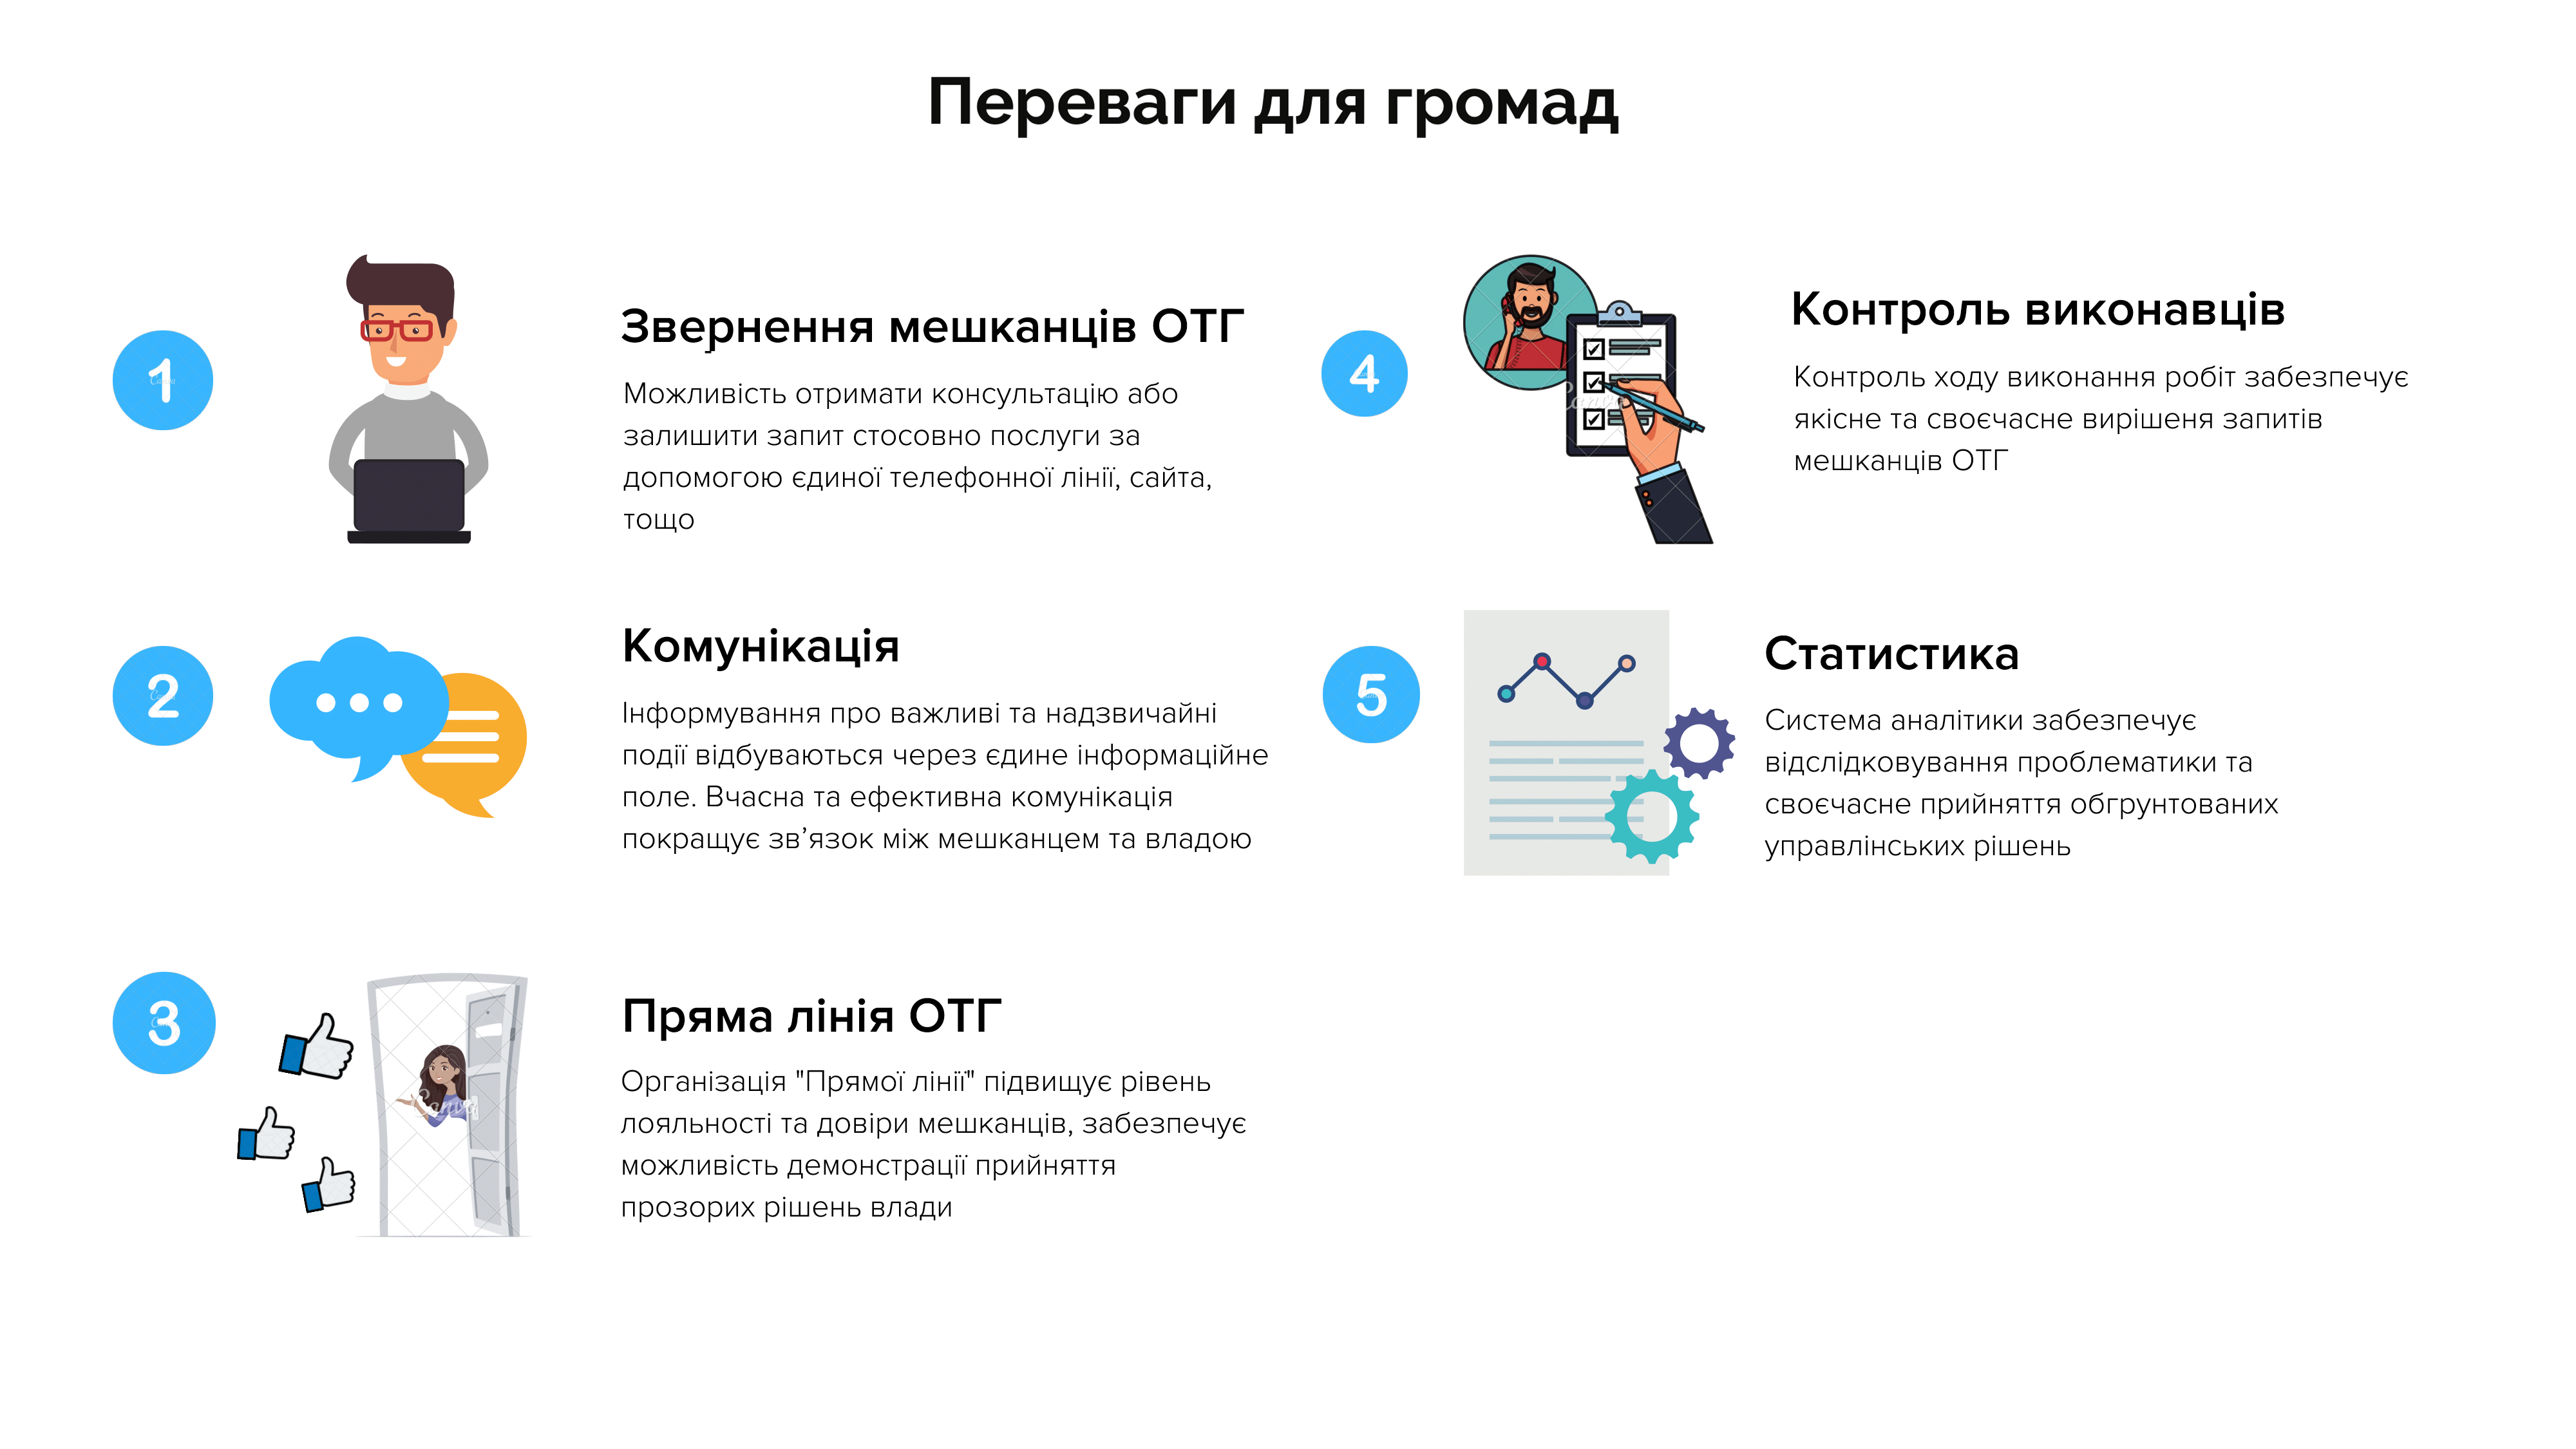 Переваги для громад
1
Звернення мешканців ОТГ
Можливість отримати консультацію або
залишити запит стосовно послуги за
допомогою єдиної телефонної лінії, сайта,
тощо
2
Комунікація
Інформування про важливі та надзвичайні
події відбуваються через єдине інформаційне
поле. Вчасна та ефективна комунікація
покращує зв’язок між мешканцем та владою
3
Пряма лінія ОТГ
Організація "Прямої лінії" підвищує рівень
лояльності та довіри мешканців, забезпечує
можливість демонстрації прийняття
прозорих рішень влади
Canva
4
Контроль виконавців
Контроль ходу виконання робіт забезпечує
якісне та своєчасне вирішеня запитів
мешканців ОТГ
Canva
5
Статистика
Система аналітики забезпечує
відслідковування проблематики та
своєчасне прийняття обгрунтованих
управлінських рішень